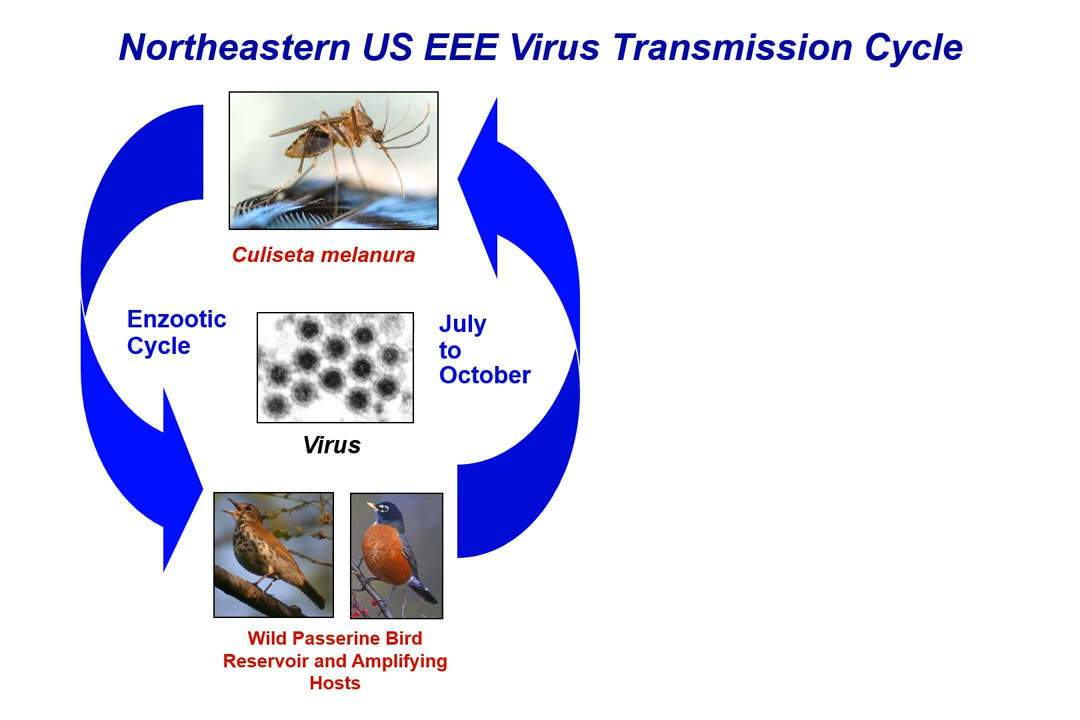 Northeastern US EEE Virus Transmission Cycle
Culiseta melanura
Enzootic
Cycle
July
to
October
Virus
Wild Passerine Bird
Reservoir and Amplifying
Hosts